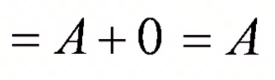 = A + 0 = A